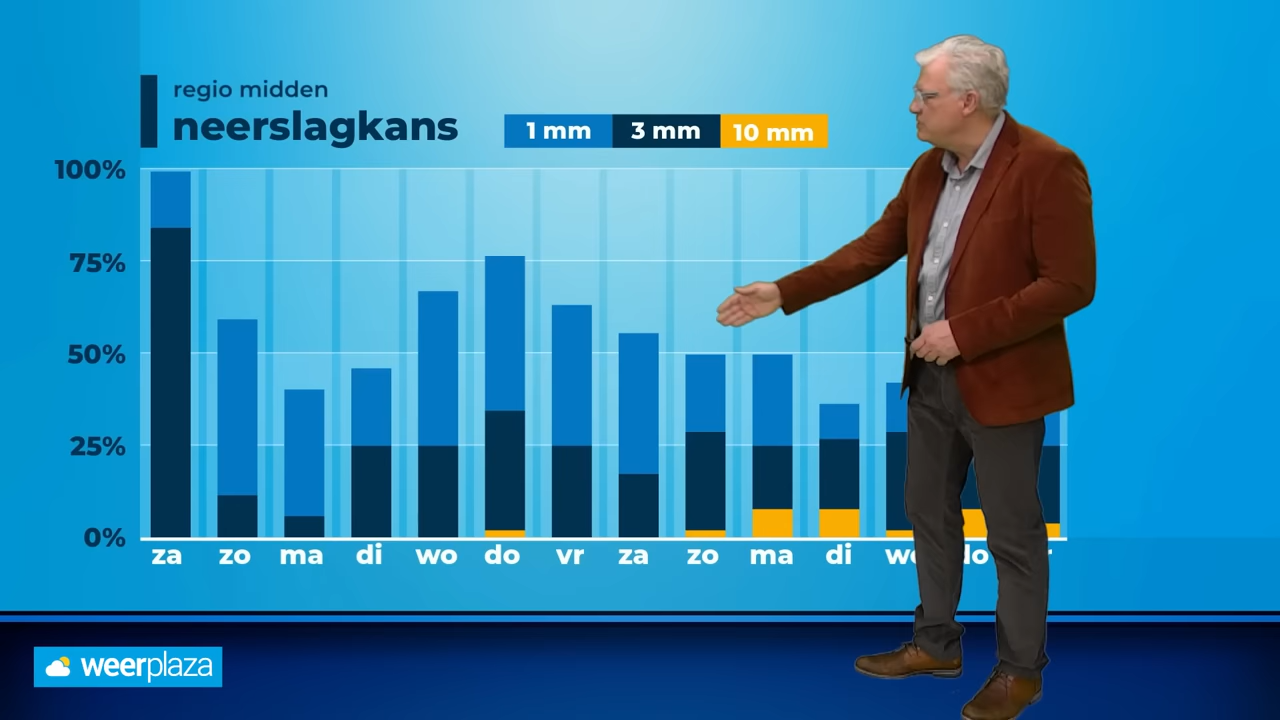 regio midden
neerslagkans
1 mm 3 mm 10 mm
100%
75%
50%
25%
0%
za zo ma di wo do vr za zo ma di
weerplaza